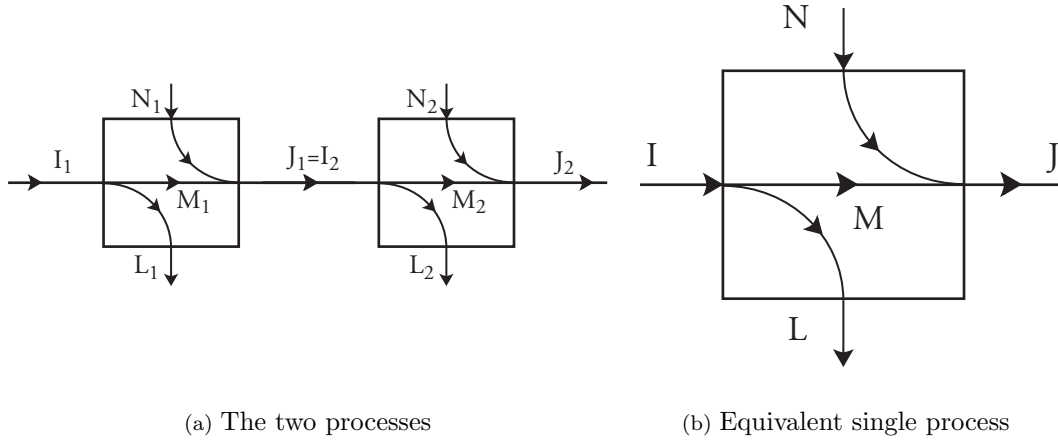 N₁
N₂
I₁
J₁=I₂
J₂
M₁
M₂
L₁
L₂
N
I
J
M
L
(a) The two processes
(b) Equivalent single process